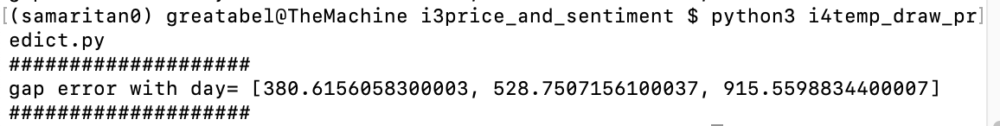 (samaritan0) greatabel@TheMachine i3price_and_sentiment $ python3 i4temp_draw_pr
edict.py
####################
gap error with day= [380.6156058300003, 528.7507156100037, 915.5598834400007]
####################